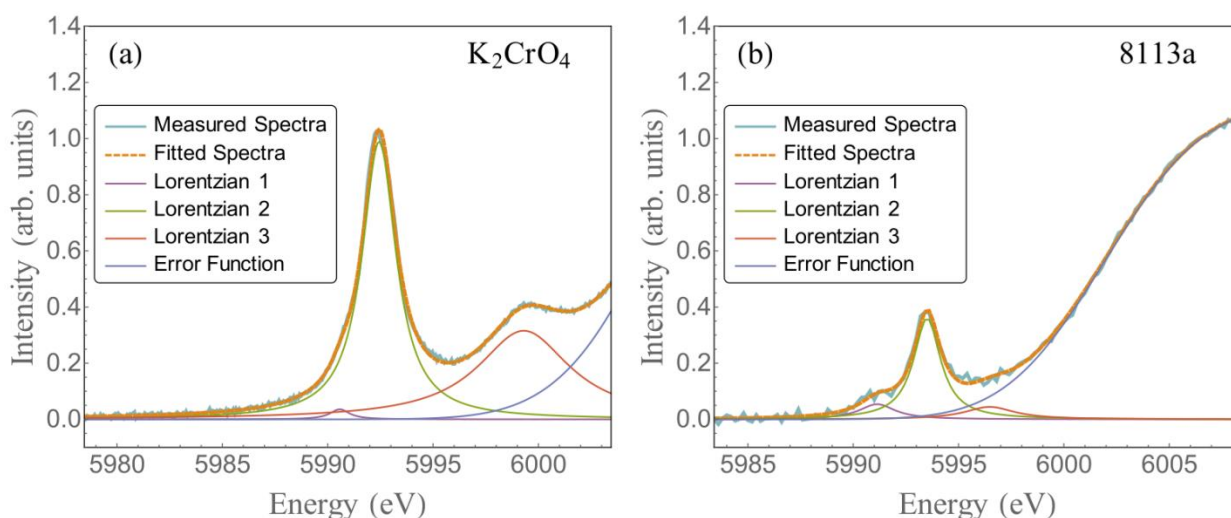 (a)
K₂CrO₄
Measured Spectra
Fitted Spectra
Lorentzian 1
Lorentzian 2
Lorentzian 3
Error Function
Intensity (arb. units)
1.4
1.2
1.0
0.8
0.6
0.4
0.2
0.0
5980 5985 5990 5995 6000
Energy (eV)
(b)
8113a
Measured Spectra
Fitted Spectra
Lorentzian 1
Lorentzian 2
Lorentzian 3
Error Function
Intensity (arb. units)
1.4
1.2
1.0
0.8
0.6
0.4
0.2
0.0
5985 5990 5995 6000 6005
Energy (eV)